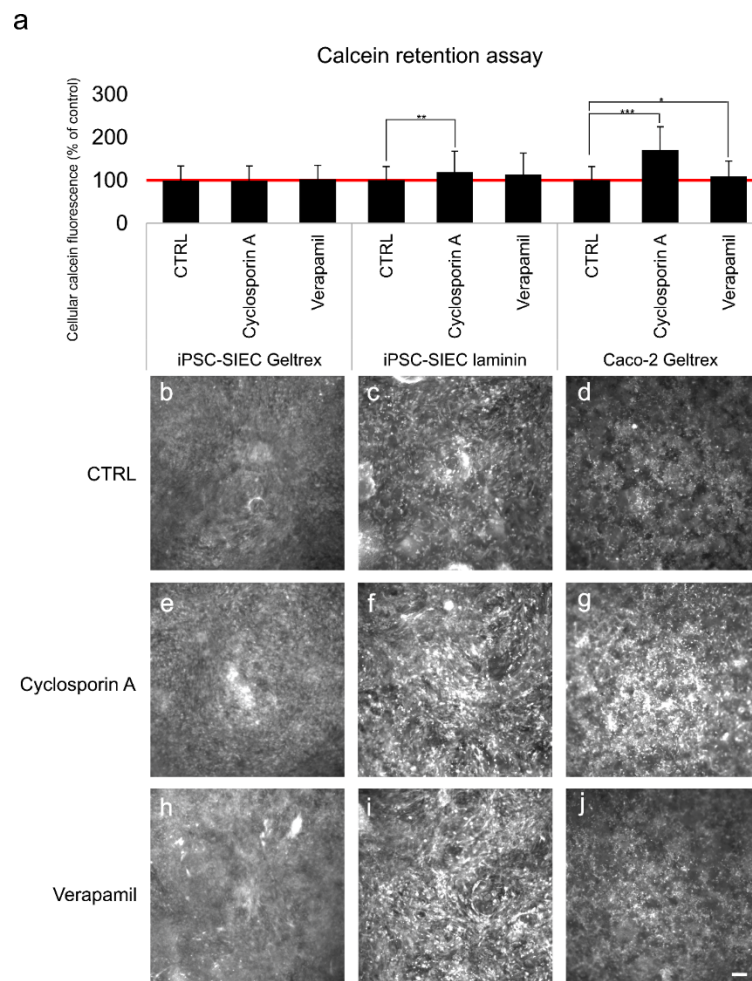 a
Calcein retention assay
Cellular calcein fluorescence (% of control)
300
200
100
0
**
***
*
CTRL
Cyclosporin A
Verapamil
CTRL
Cyclosporin A
Verapamil
CTRL
Cyclosporin A
Verapamil
iPSC-SIEC Geltrex
iPSC-SIEC laminin
Caco-2 Geltrex
CTRL
b
c
d
Cyclosporin A
e
f
g
Verapamil
h
i
j